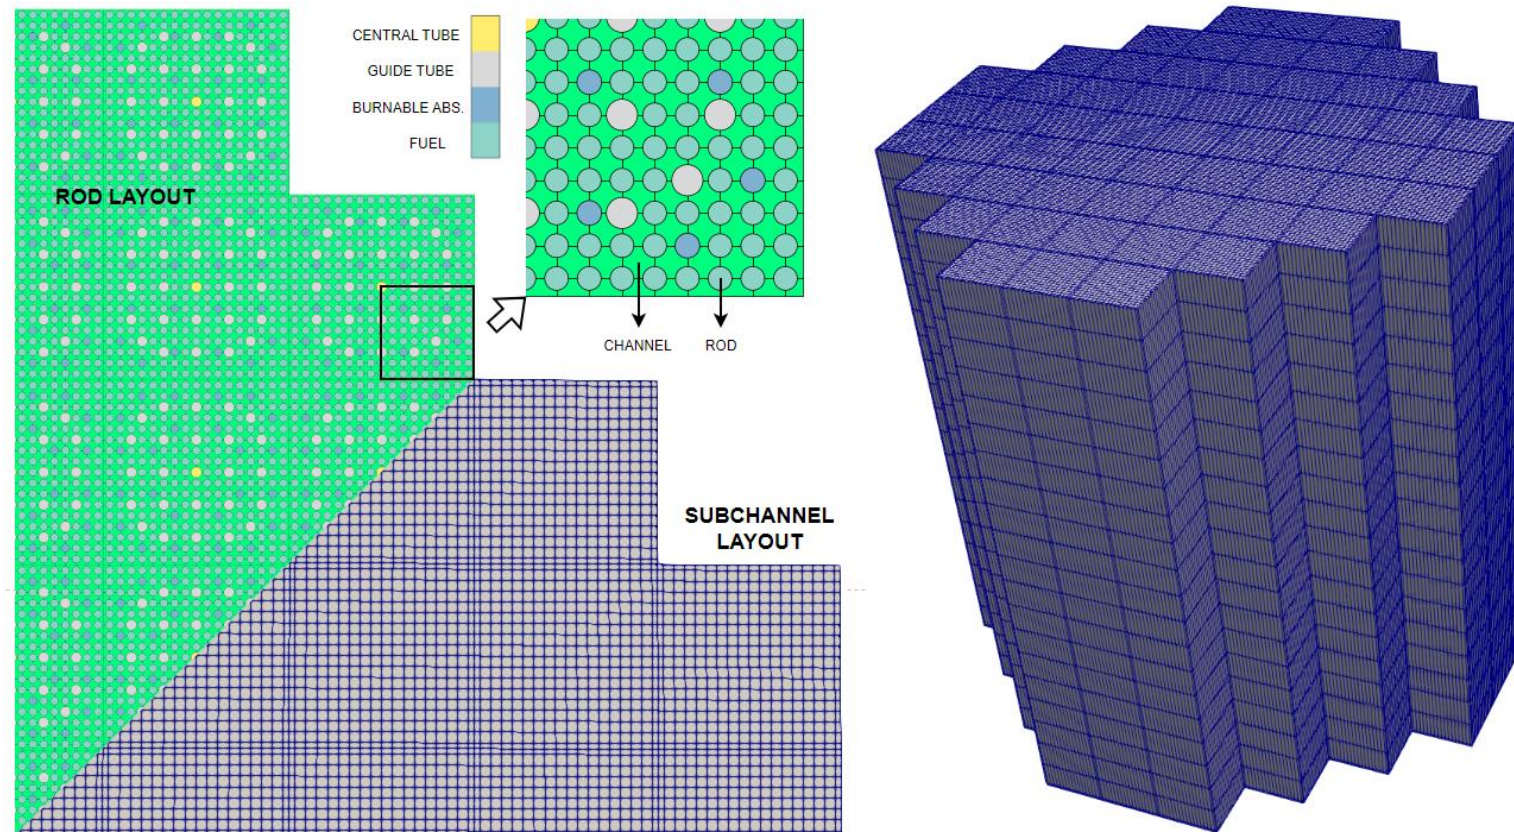 CENTRAL TUBE
GUIDE TUBE
BURNABLE ABS.
FUEL
ROD LAYOUT
CHANNEL
ROD
SUBCHANNEL
LAYOUT